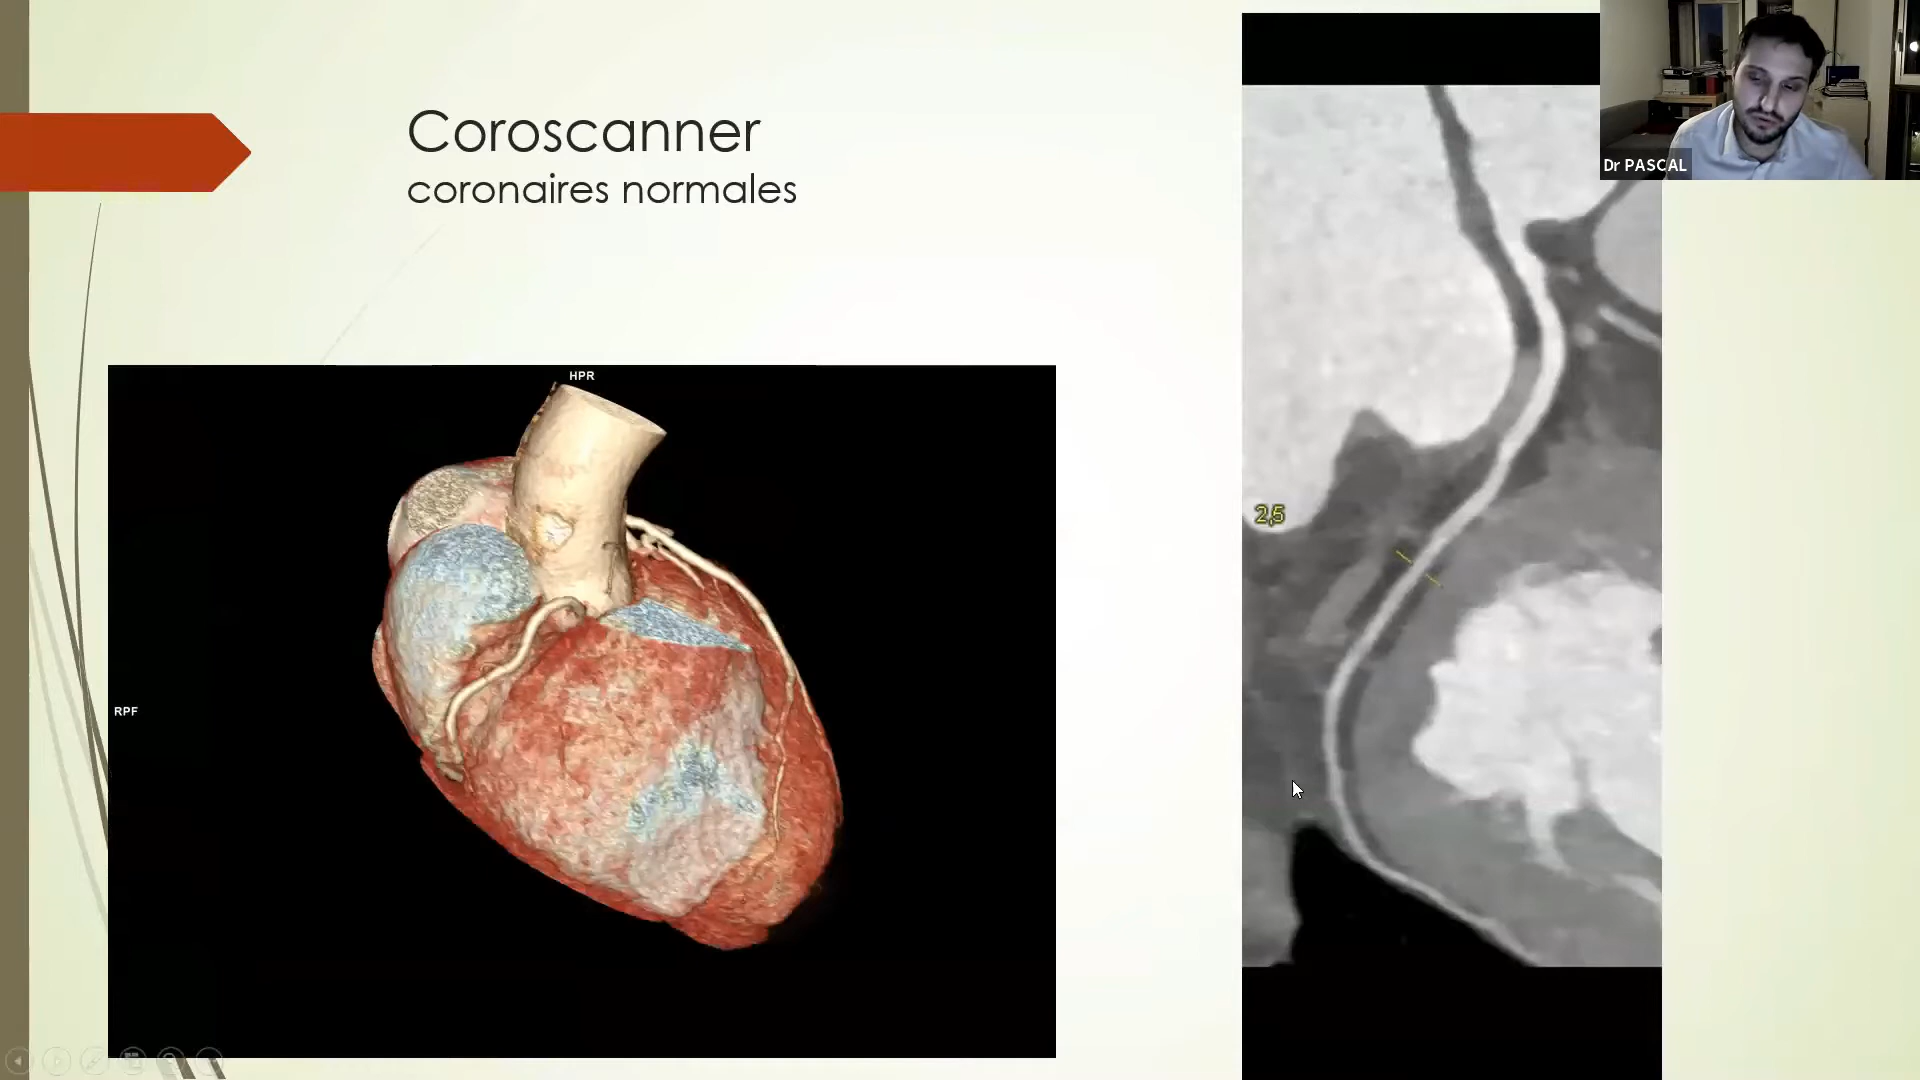 Coroscanner
coronaires normales
Dr PASCAL
HPR
RPF
2,5